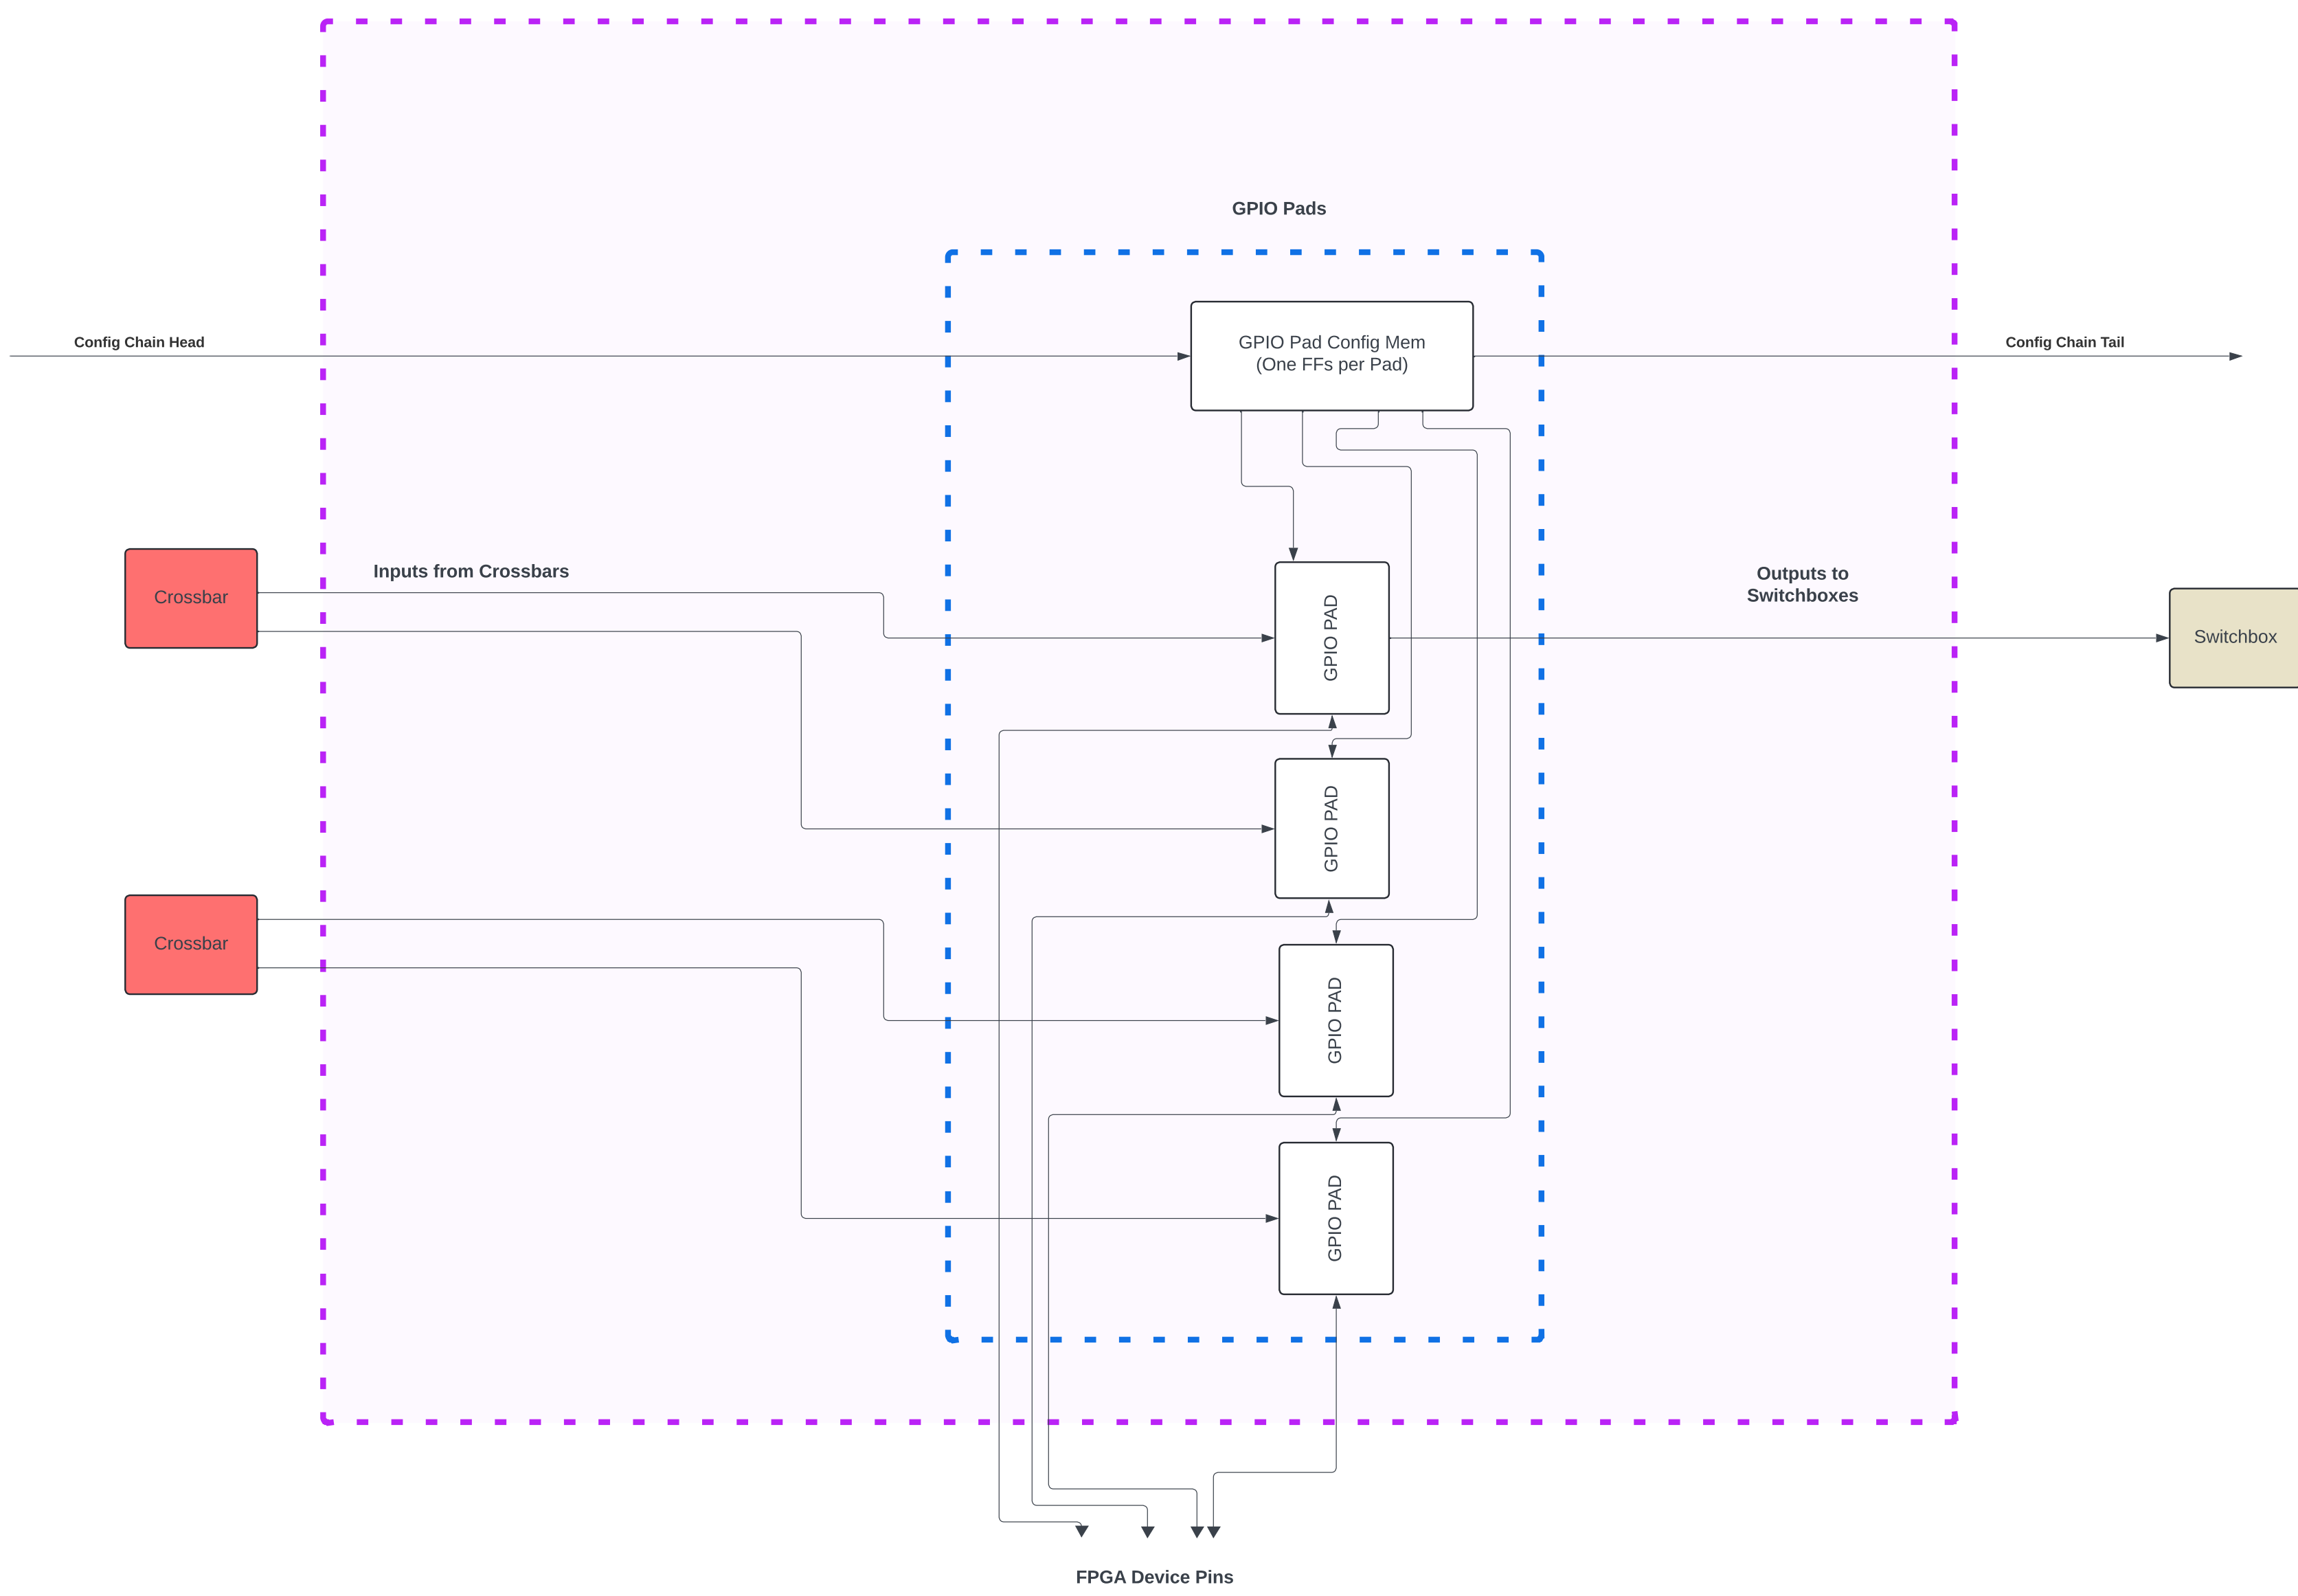 GPIO Pads
Config Chain Head
GPIO Pad Config Mem
(One FFs per Pad)
Config Chain Tail
Crossbar
Inputs from Crossbars
GPIO PAD
Outputs to
Switchboxes
Switchbox
GPIO PAD
Crossbar
GPIO PAD
GPIO PAD
FPGA Device Pins